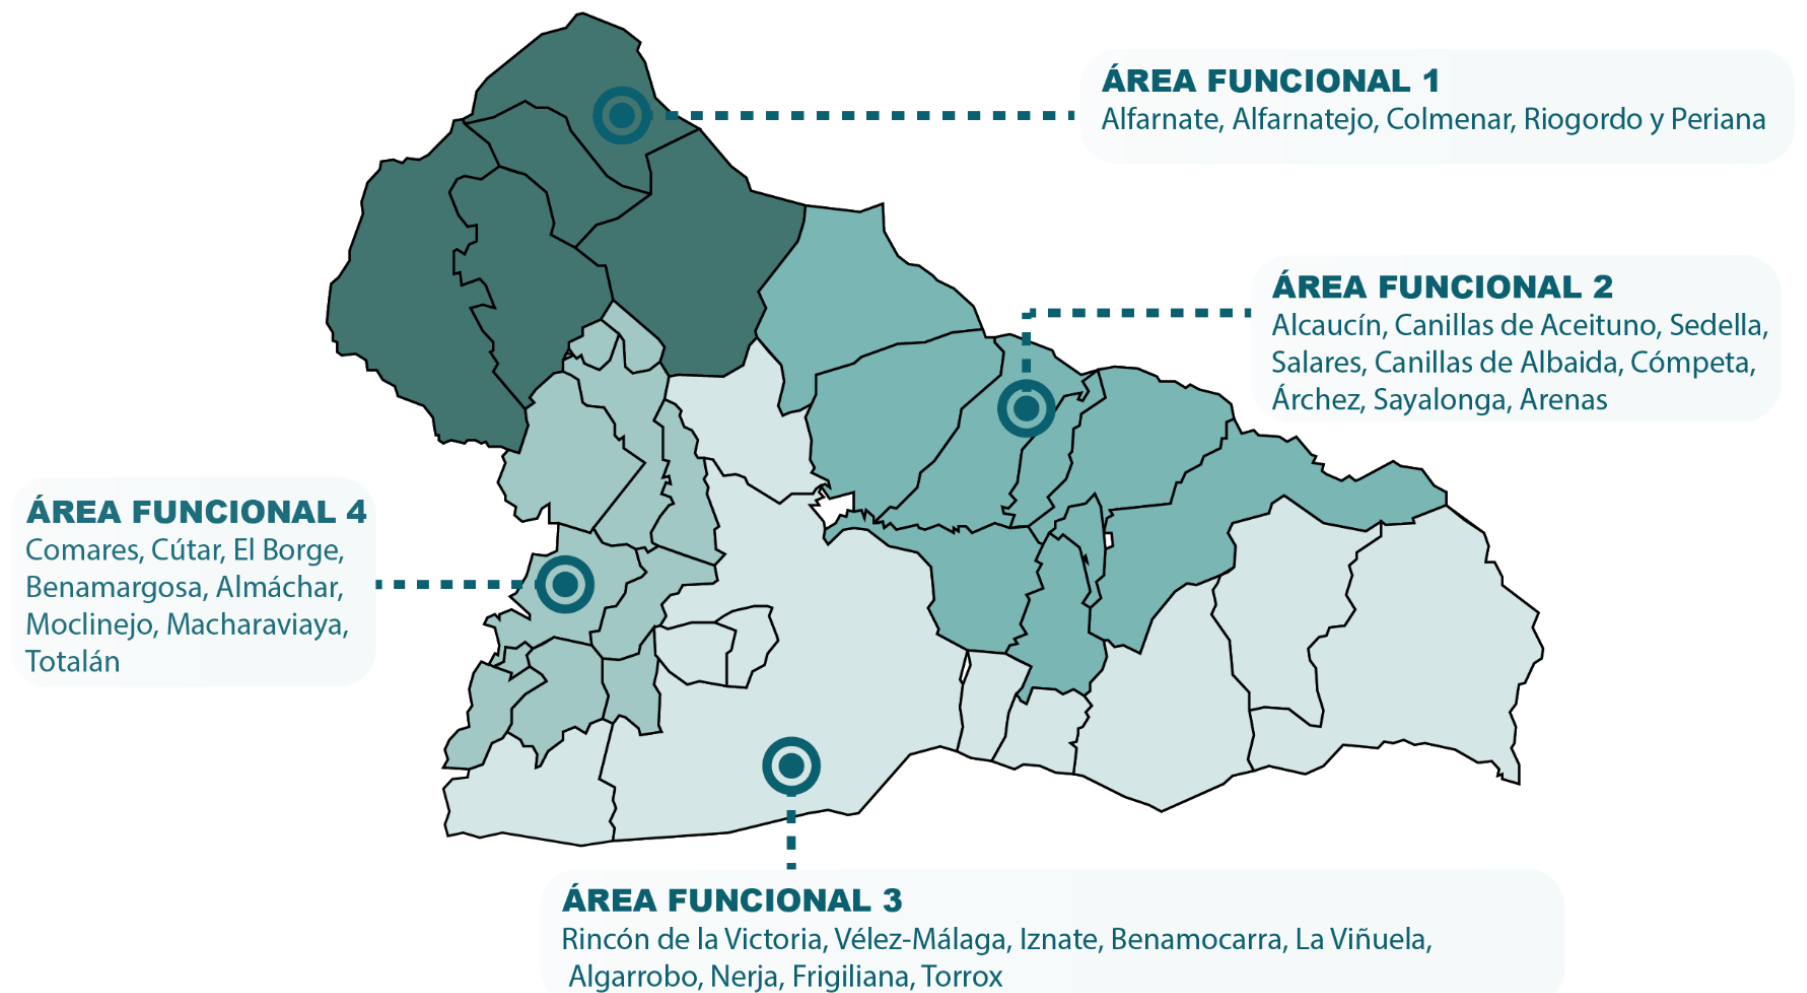 ÁREA FUNCIONAL 1
Alfarnate, Alfarnatejo, Colmenar, Riogordo y Periana
ÁREA FUNCIONAL 2
Alcaucín, Canillas de Aceituno, Sedella,
Salares, Canillas de Albaida, Cómpeta,
Árchez, Sayalonga, Arenas
ÁREA FUNCIONAL 4
Comares, Cútar, El Borge,
Benamargosa, Almáchar,
Moclinejo, Macharaviaya,
Totalán
ÁREA FUNCIONAL 3
Rincón de la Victoria, Vélez-Málaga, Iznate, Benamocarra, La Viñuela,
Algarrobo, Nerja, Frigiliana, Torrox